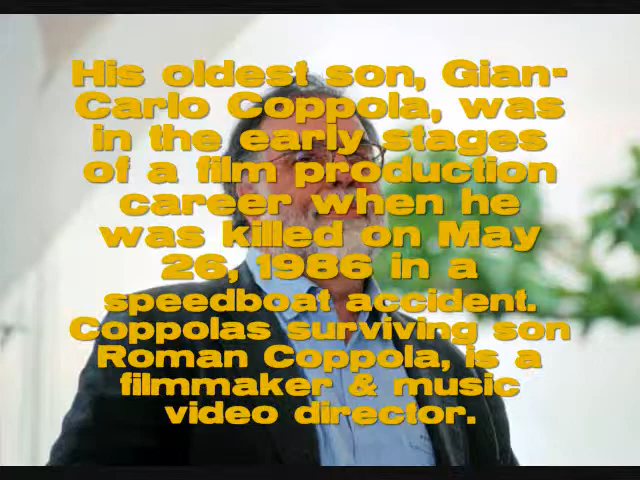 His oldest son, Gian-
Carlo Coppola, was
in the early stages
of a film production
career when he
was killed on May
26, 1986 in a
speedboat accident.
Coppolas surviving son
Roman Coppola, is a
filmmaker & music
video director.